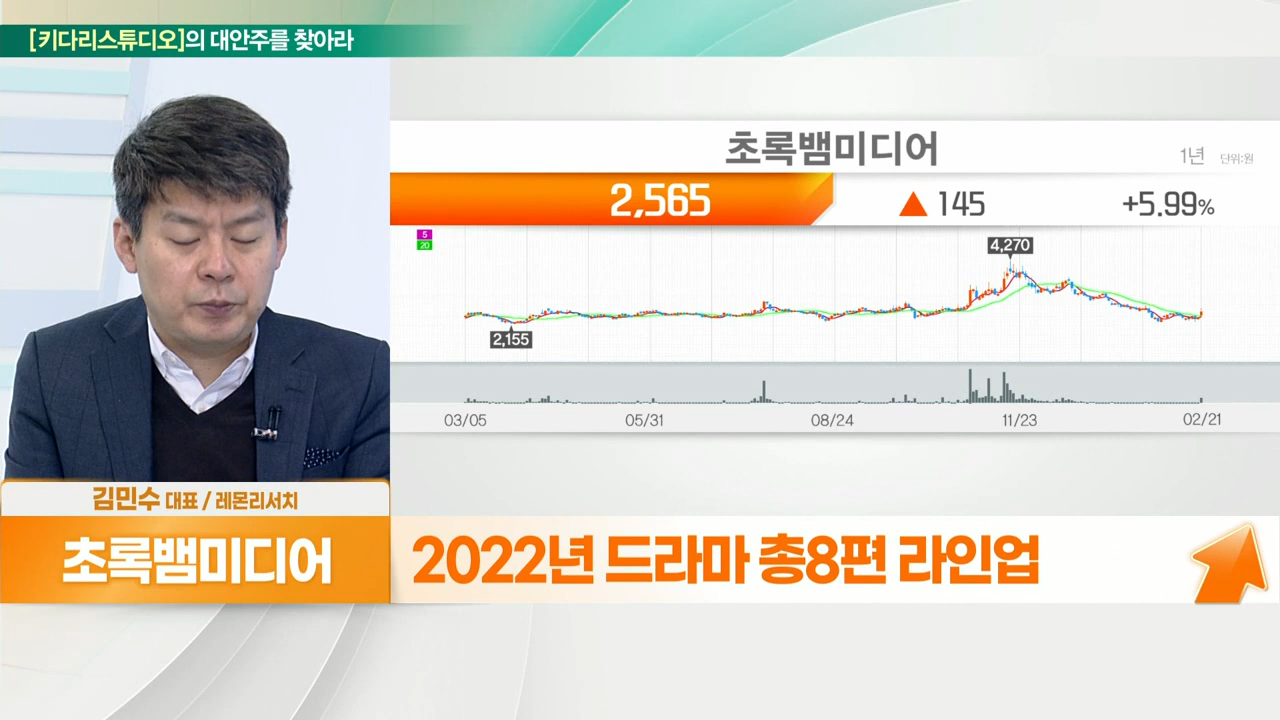 [키다리스튜디오]의 대안주를 찾아라
초록뱀미디어
1년 단위:원
2,565 ▲ 145 +5.99%
5
20
4,270
2,155
03/05 05/31 08/24 11/23 02/21
김민수 대표 / 레몬리서치
초록뱀미디어
2022년 드라마 총8편 라인업